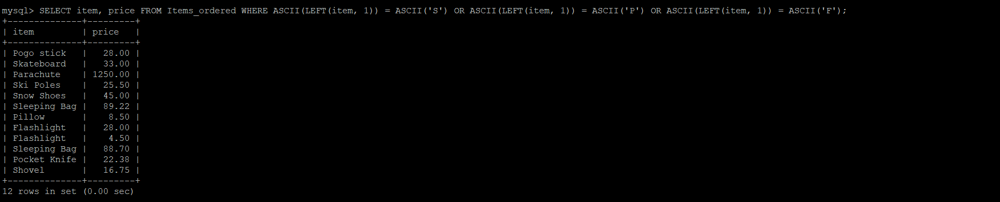 mysql> SELECT item, price FROM Items_ordered WHERE ASCII(LEFT(item, 1)) = ASCII('S') OR ASCII(LEFT(item, 1)) = ASCII('P') OR ASCII(LEFT(item, 1)) = ASCII('F');
+--------------+---------+
| item         | price   |
+--------------+---------+
| Pogo stick   |   28.00 |
| Skateboard   |   33.00 |
| Parachute    | 1250.00 |
| Ski Poles    |   25.50 |
| Snow Shoes   |   45.00 |
| Sleeping Bag |   89.22 |
| Pillow       |    8.50 |
| Flashlight   |   28.00 |
| Flashlight   |    4.50 |
| Sleeping Bag |   88.70 |
| Pocket Knife |   22.38 |
| Shovel       |   16.75 |
+--------------+---------+
12 rows in set (0.00 sec)